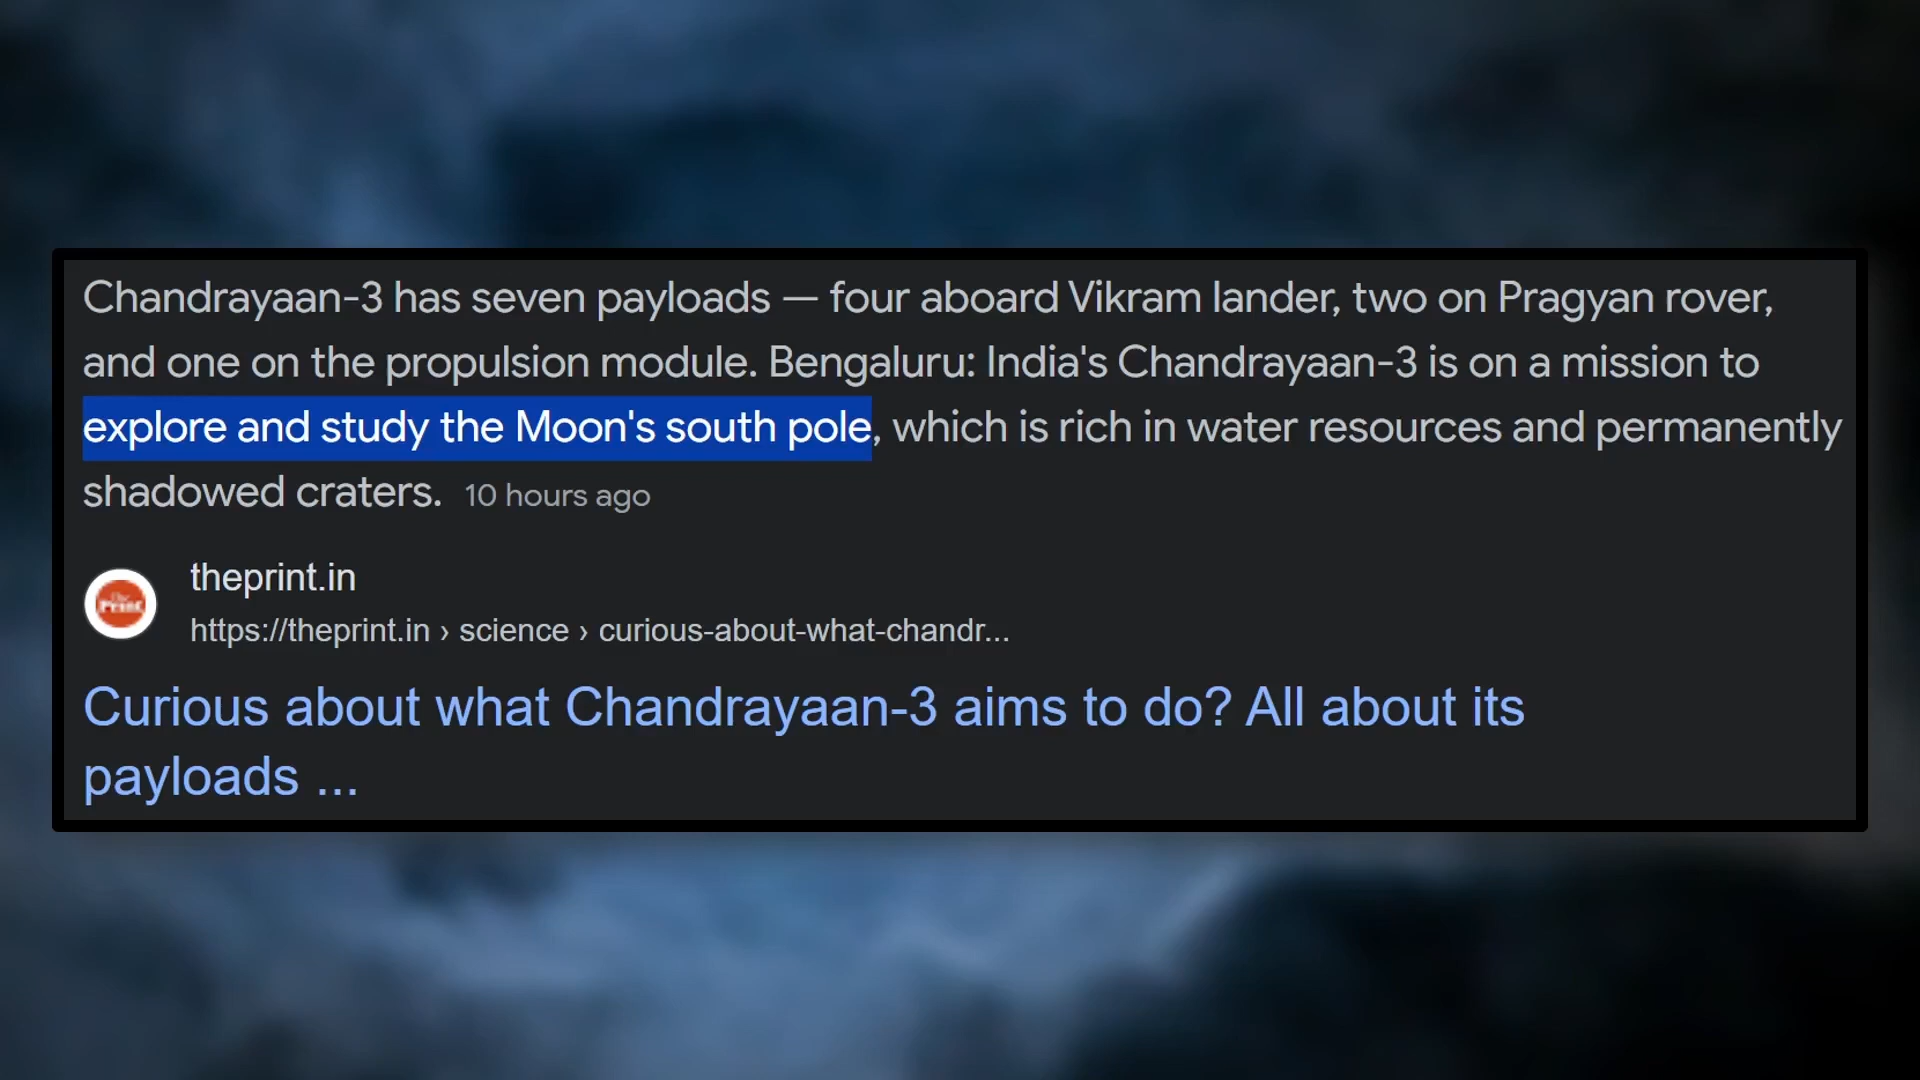 Chandrayaan-3 has seven payloads — four aboard Vikram lander, two on Pragyan rover,
and one on the propulsion module. Bengaluru: India's Chandrayaan-3 is on a mission to
explore and study the Moon's south pole, which is rich in water resources and permanently
shadowed craters. 10 hours ago
The
Print
theprint.in
https://theprint.in › science › curious-about-what-chandr...
Curious about what Chandrayaan-3 aims to do? All about its
payloads ...